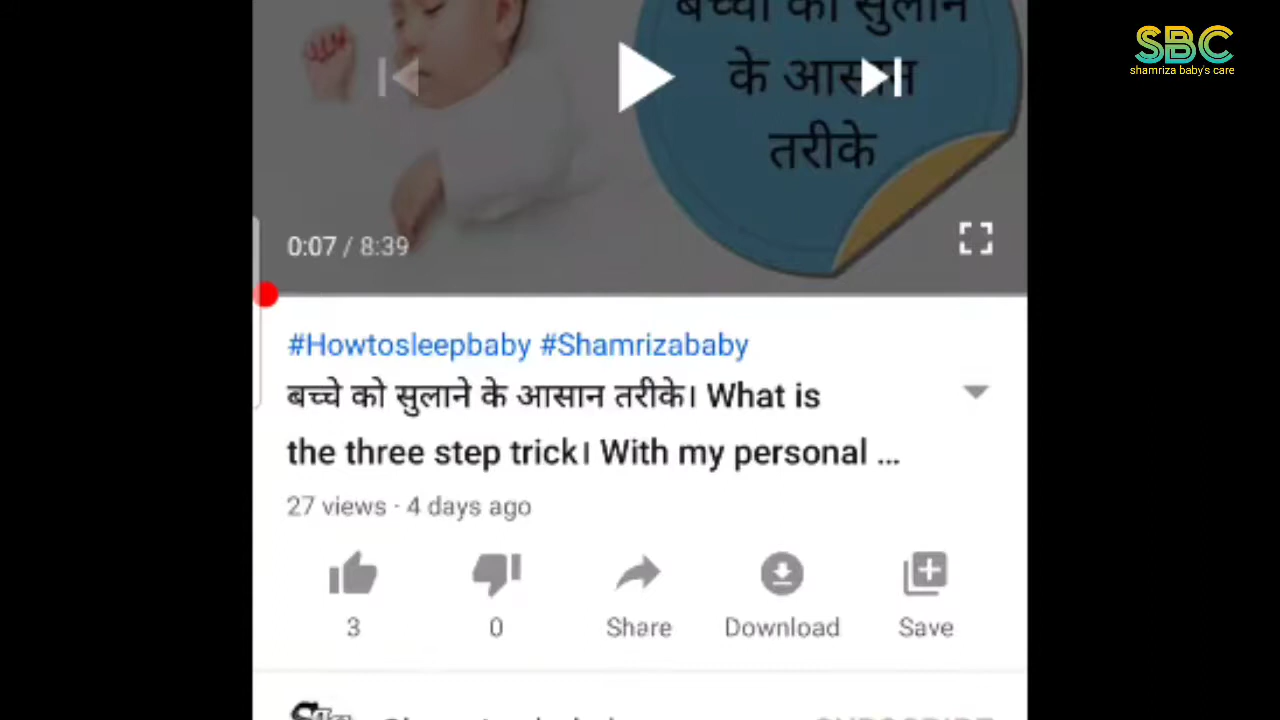 बच्चो को सुलाने
के आसान
तरीके
SBC
shamriza baby's care
0:07 / 8:39
#Howtosleepbaby #Shamrizababy
बच्चे को सुलाने के आसान तरीके। What is
the three step trick। With my personal ...
27 views · 4 days ago
3
0
Share
Download
Save